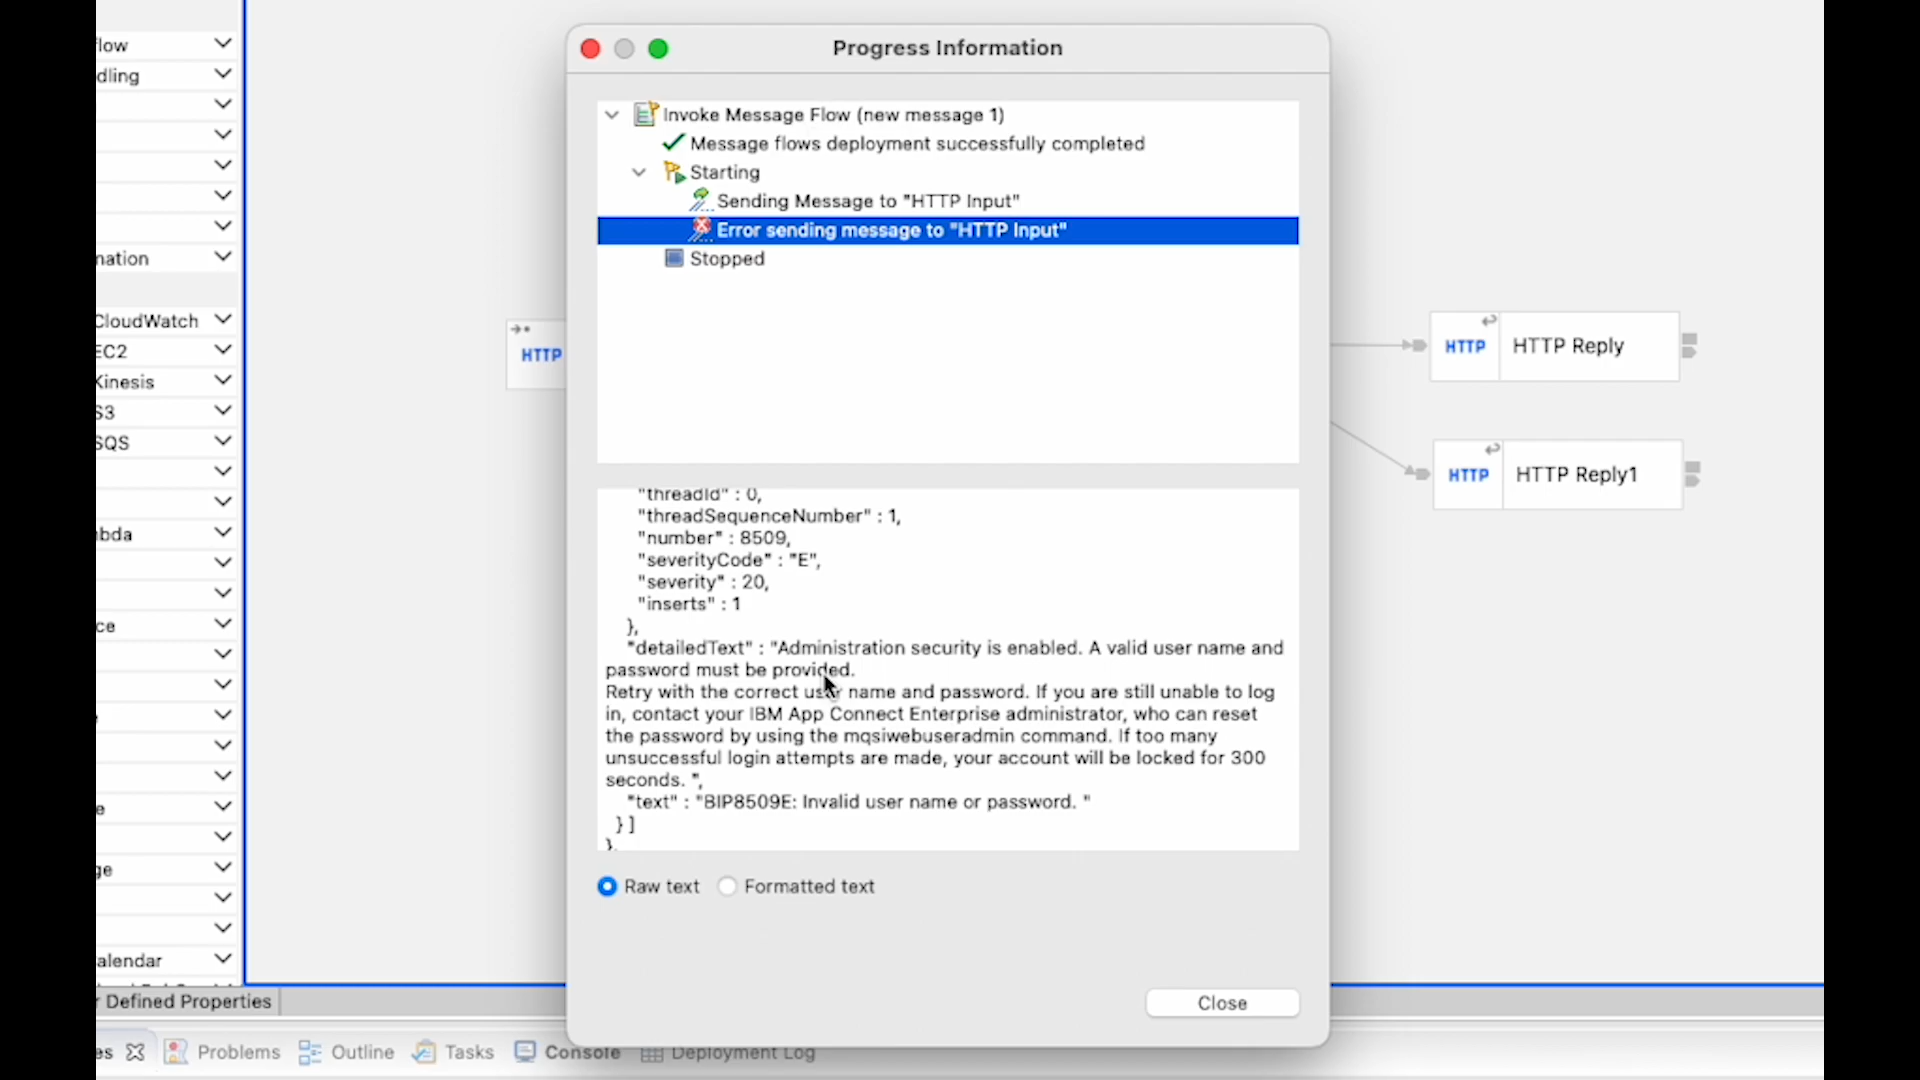 Progress Information
Invoke Message Flow (new message 1)
Message flows deployment successfully completed
Starting
Sending Message to "HTTP Input"
Error sending message to "HTTP Input"
Stopped
"threadId" : 0,
"threadSequenceNumber" : 1,
"number" : 8509,
"severityCode" : "E",
"severity" : 20,
"inserts" : 1
},
"detailedText" : "Administration security is enabled. A valid user name and
password must be provided.
Retry with the correct user name and password. If you are still unable to log
in, contact your IBM App Connect Enterprise administrator, who can reset
the password by using the mqsiwebuseradmin command. If too many
unsuccessful login attempts are made, your account will be locked for 300
seconds. ",
"text" : "BIP8509E: Invalid user name or password. "
} ]
},
Raw text
Formatted text
Close
low
dling
nation
CloudWatch
EC2
Kinesis
S3
SQS
bda
ce
e
ge
alendar
HTTP
HTTP HTTP Reply
HTTP HTTP Reply1
r Defined Properties
es Problems Outline Tasks Console Deployment Log